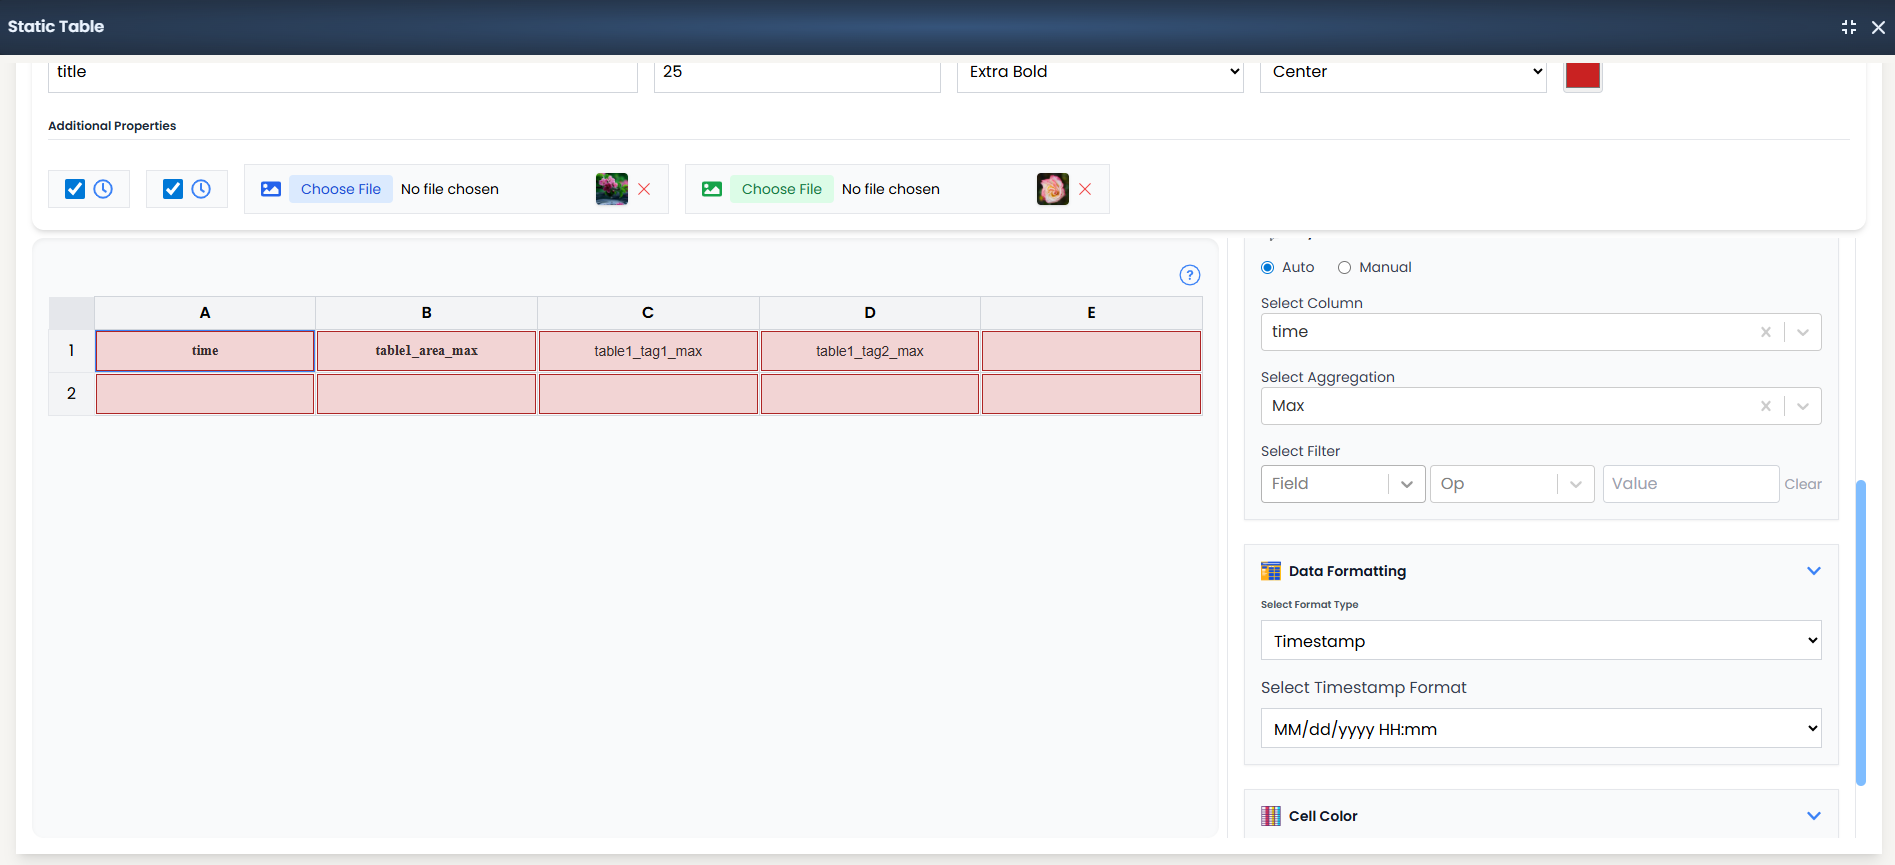 Static Table
title
25
Extra Bold
Center
Additional Properties
Choose File No file chosen
Choose File No file chosen
?
A B C D E
1 time table1_area_max table1_tag1_max table1_tag2_max
2
Auto Manual
Select Column
time
Select Aggregation
Max
Select Filter
Field Op Value Clear
Data Formatting
Select Format Type
Timestamp
Select Timestamp Format
MM/dd/yyyy HH:mm
Cell Color